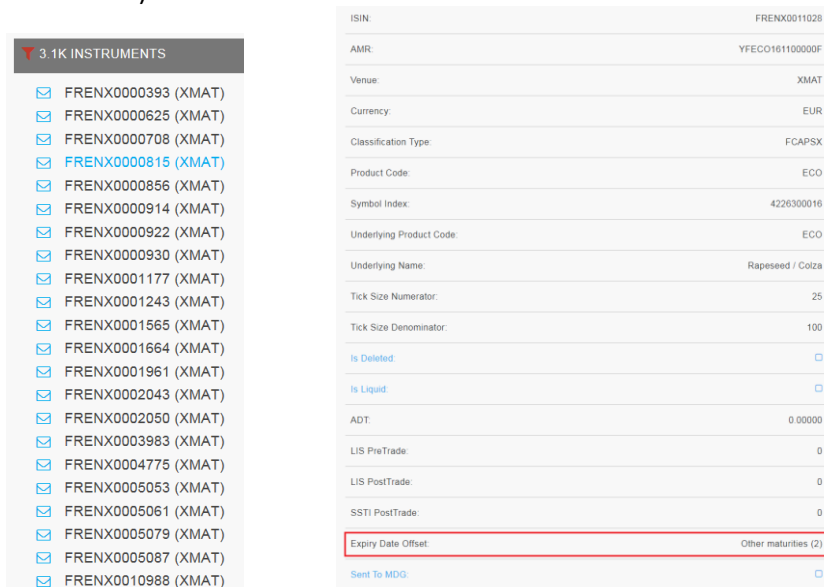 3.1K INSTRUMENTS
FRENX0000393 (XMAT)
FRENX0000625 (XMAT)
FRENX0000708 (XMAT)
FRENX0000815 (XMAT)
FRENX0000856 (XMAT)
FRENX0000914 (XMAT)
FRENX0000922 (XMAT)
FRENX0000930 (XMAT)
FRENX0001177 (XMAT)
FRENX0001243 (XMAT)
FRENX0001565 (XMAT)
FRENX0001664 (XMAT)
FRENX0001961 (XMAT)
FRENX0002043 (XMAT)
FRENX0002050 (XMAT)
FRENX0003983 (XMAT)
FRENX0004775 (XMAT)
FRENX0005053 (XMAT)
FRENX0005061 (XMAT)
FRENX0005079 (XMAT)
FRENX0005087 (XMAT)
FRENX0010988 (XMAT)
ISIN: FRENX0011028
AMR: YFECO161100000F
Venue: XMAT
Currency: EUR
Classification Type: FCAPSX
Product Code: ECO
Symbol Index: 4226300016
Underlying Product Code: ECO
Underlying Name: Rapeseed / Colza
Tick Size Numerator: 25
Tick Size Denominator: 100
Is Deleted:
Is Liquid:
ADT: 0.00000
LIS PreTrade: 0
LIS PostTrade: 0
SSTI PostTrade: 0
Expiry Date Offset: Other maturities (2)
Sent To MDG: